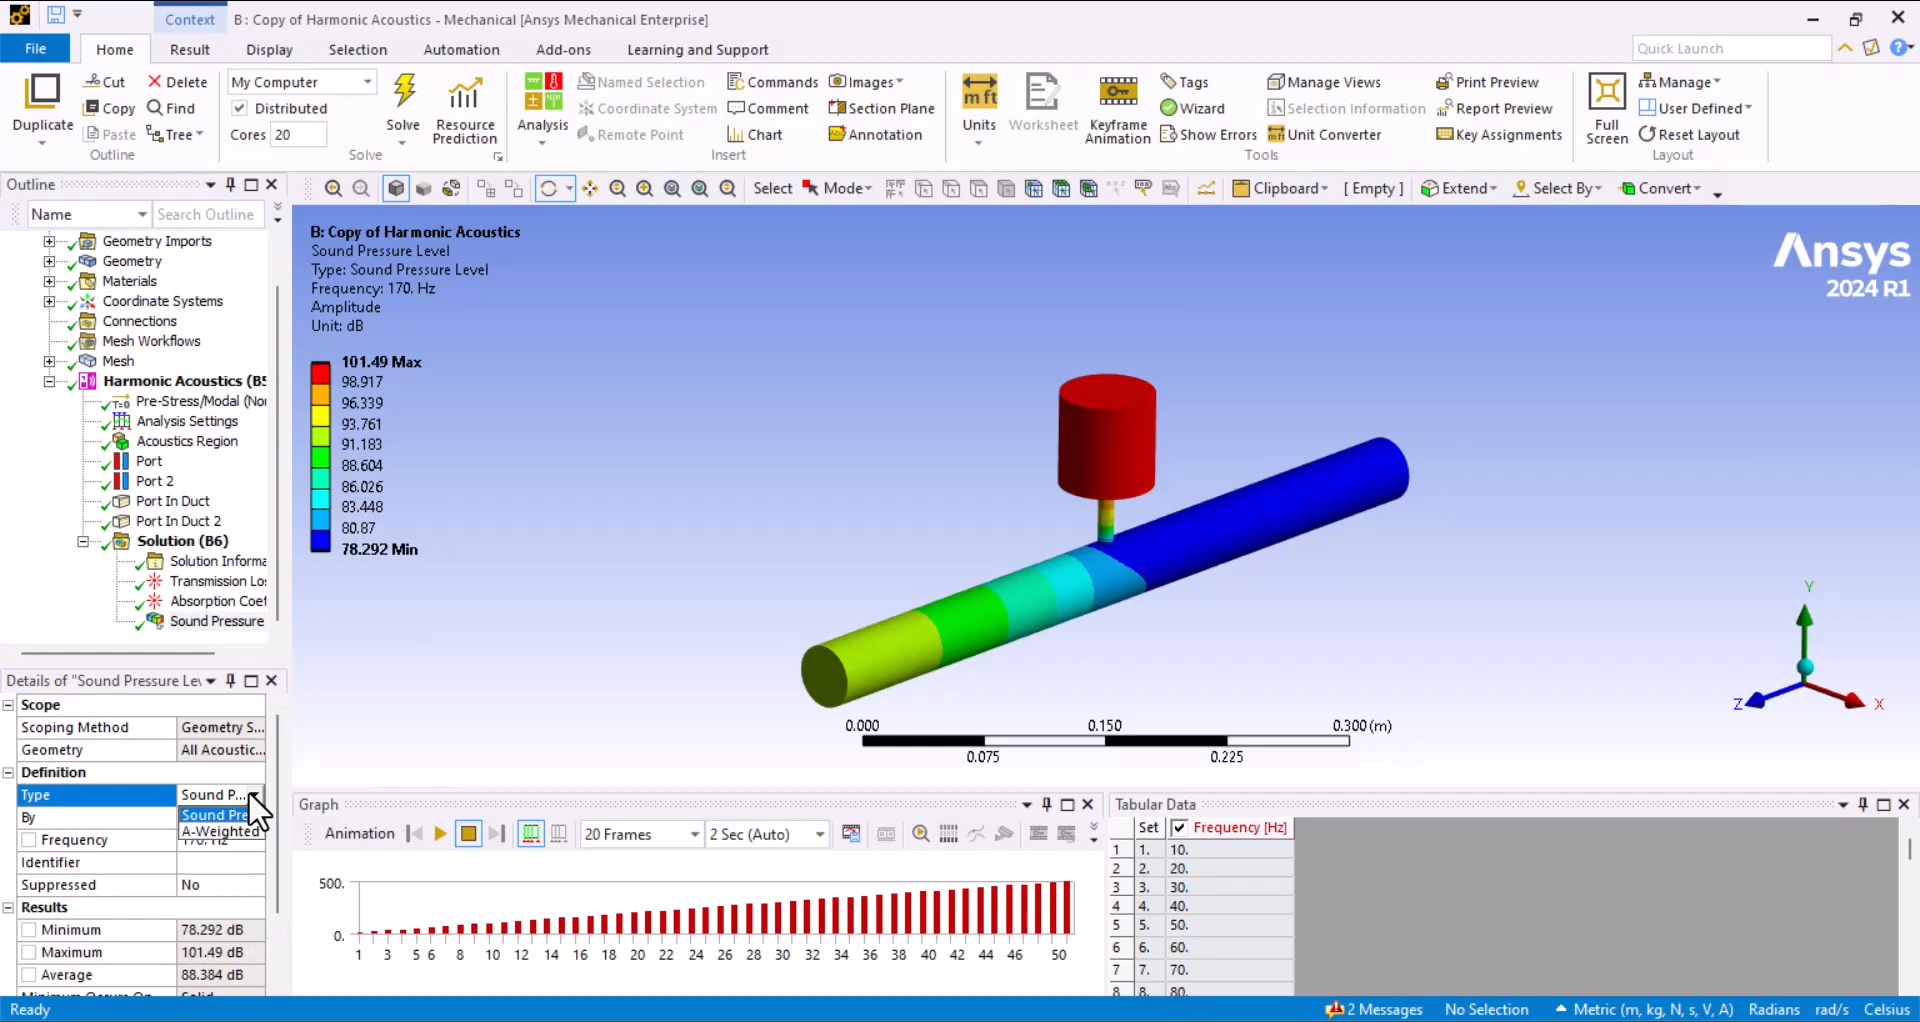 Context
B : Copy of Harmonic Acoustics - Mechanical [Ansys Mechanical Enterprise]
File Home Result Display Selection Automation Add-ons Learning and Support Quick Launch
Duplicate
Cut Delete
Copy Find
Paste Tree
Outline
My Computer
Distributed
Cores 20
Solve
Resource Prediction
Solve
Analysis
Named Selection Commands Images
Coordinate System Comment Section Plane
Remote Point Chart Annotation
Insert
Units Worksheet Keyframe Animation
Tags
Wizard
Show Errors
Manage Views
Selection Information
Unit Converter
Print Preview
Report Preview
Key Assignments
Tools
Full Screen
Manage
User Defined
Reset Layout
Layout
Outline
Select Mode Clipboard [ Empty ] Extend Select By Convert
Name Search Outline
Geometry Imports
Geometry
Materials
Coordinate Systems
Connections
Mesh Workflows
Mesh
Harmonic Acoustics (B5
Pre-Stress/Modal (Nor
Analysis Settings
Acoustics Region
Port
Port 2
Port In Duct
Port In Duct 2
Solution (B6)
Solution Informa
Transmission Lo
Absorption Coef
Sound Pressure
B: Copy of Harmonic Acoustics
Sound Pressure Level
Type: Sound Pressure Level
Frequency: 170. Hz
Amplitude
Unit: dB
101.49 Max
98.917
96.339
93.761
91.183
88.604
86.026
83.448
80.87
78.292 Min
Ansys
2024 R1
Y
Z
X
0.000 0.150 0.300 (m)
0.075 0.225
Details of "Sound Pressure Lev
Scope
Scoping Method Geometry S...
Geometry All Acoustic...
Definition
Type Sound P...
Sound Pre
By
A-Weighted
Frequency 170. Hz
Identifier
Suppressed No
Results
Minimum 78.292 dB
Maximum 101.49 dB
Average 88.384 dB
Minimum Occurs On Solid
Graph
Animation 20 Frames 2 Sec (Auto)
500.
0.
1 3 5 6 8 10 12 14 16 18 20 22 24 26 28 30 32 34 36 38 40 42 44 46 50
Tabular Data
Set Frequency [Hz]
1 1. 10.
2 2. 20.
3 3. 30.
4 4. 40.
5 5. 50.
6 6. 60.
7 7. 70.
8 8. 80.
Ready 2 Messages No Selection Metric (m, kg, N, s, V, A) Radians rad/s Celsius